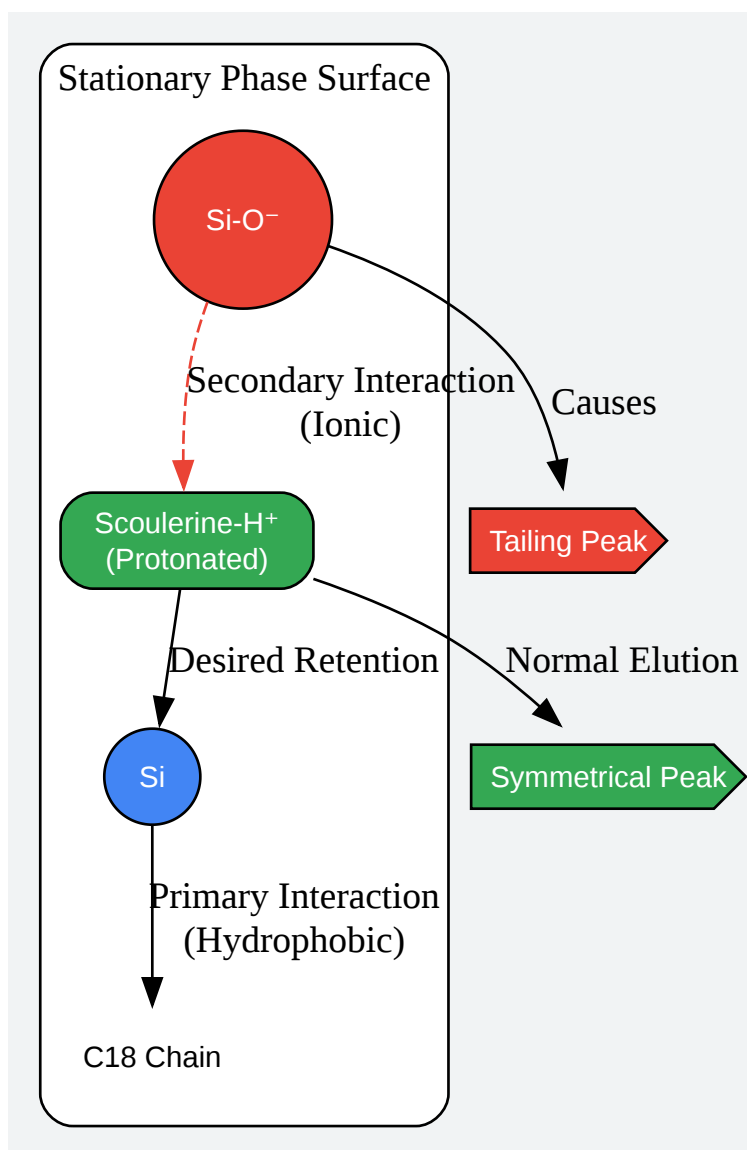 Stationary Phase Surface
Si-O⁻
Secondary Interaction
(Ionic)
Causes
Scoulerine-H⁺
(Protonated)
Tailing Peak
Desired Retention
Normal Elution
Si
Symmetrical Peak
Primary Interaction
(Hydrophobic)
C18 Chain